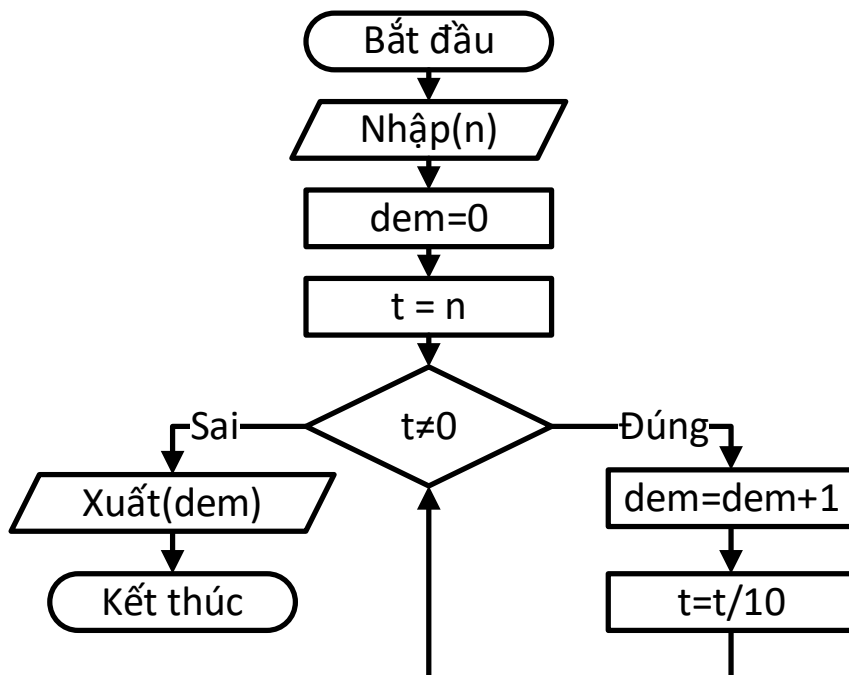 Bắt đầu
Nhập(n)
dem=0
t = n
t≠0
Sai
Đúng
Xuất(dem)
dem=dem+1
Kết thúc
t=t/10